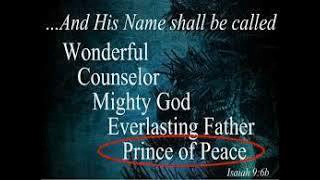 ...And His Name shall be called
Wonderful
Counselor
Mighty God
Everlasting Father
Prince of Peace
Isaiah 9:6b